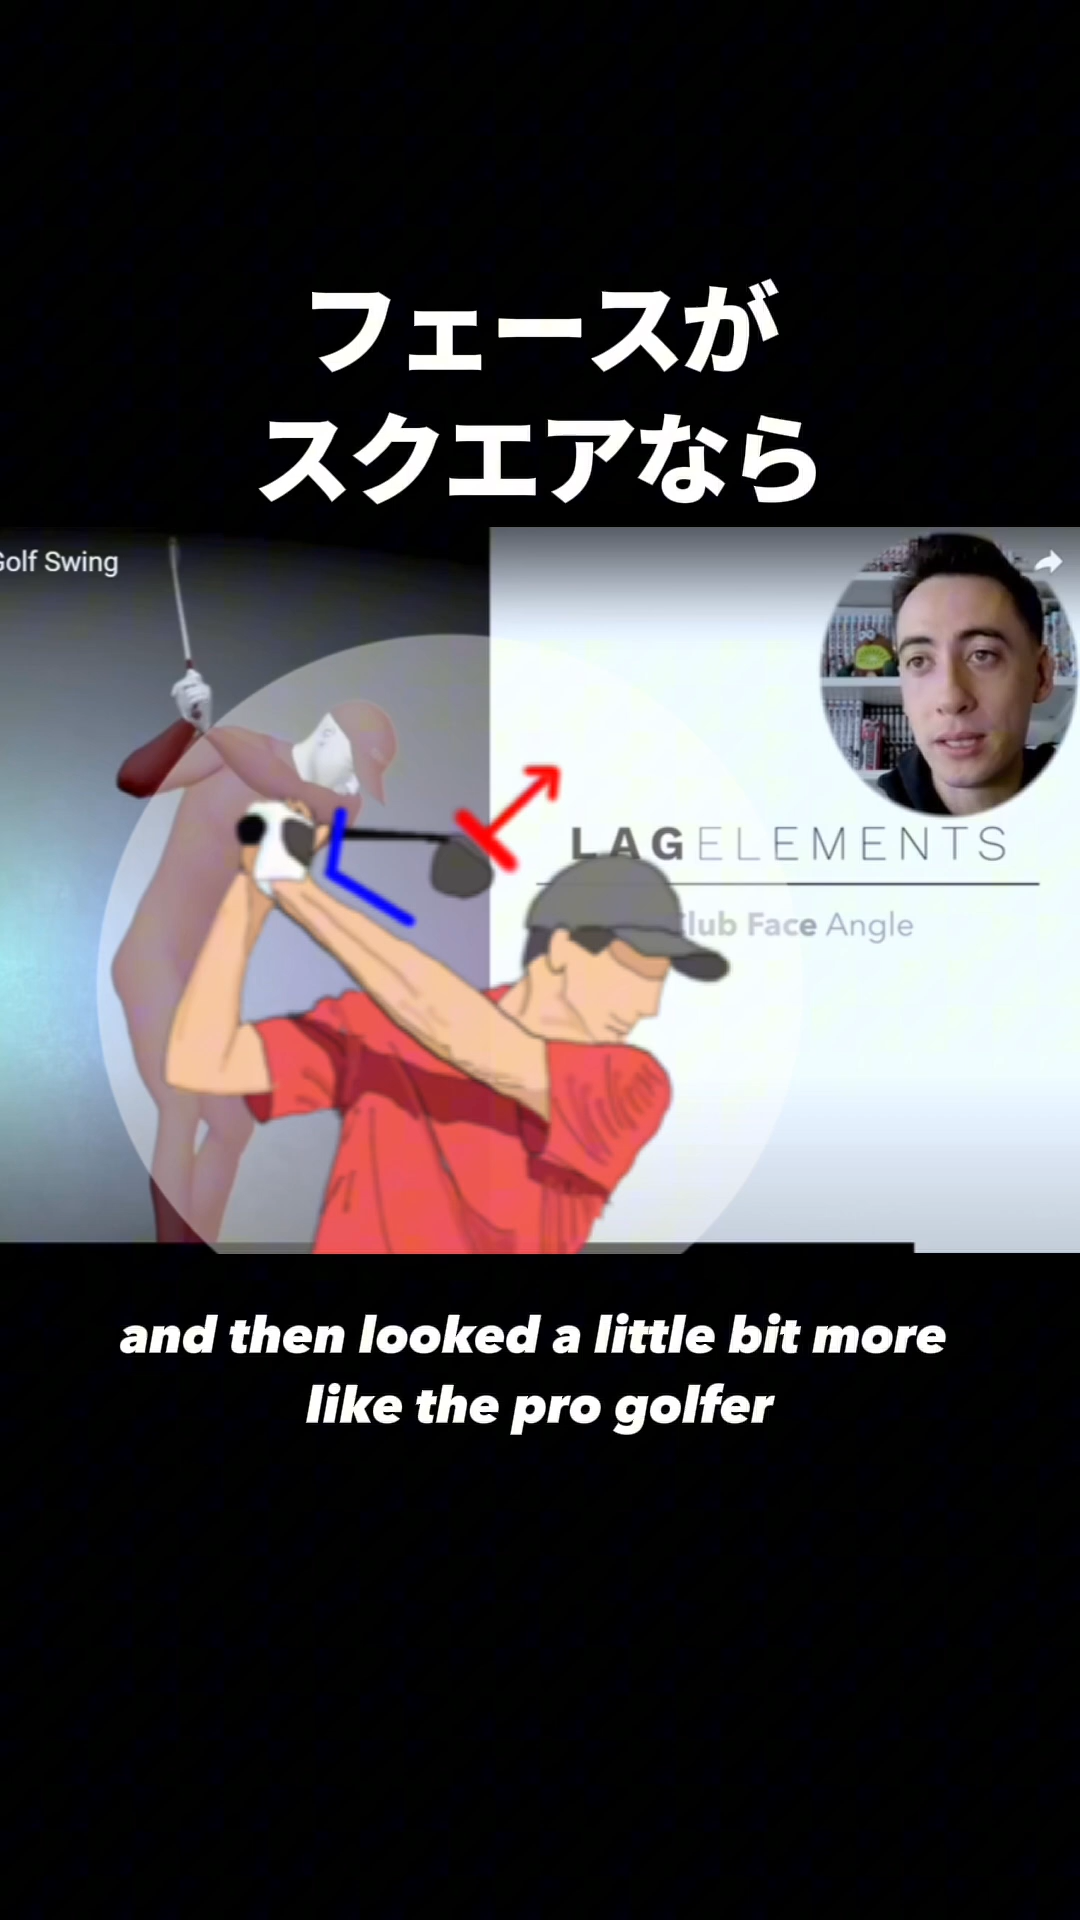 フェースが
スクエアなら
Golf Swing
LAGELEMENTS
Club Face Angle
and then looked a little bit more
like the pro golfer